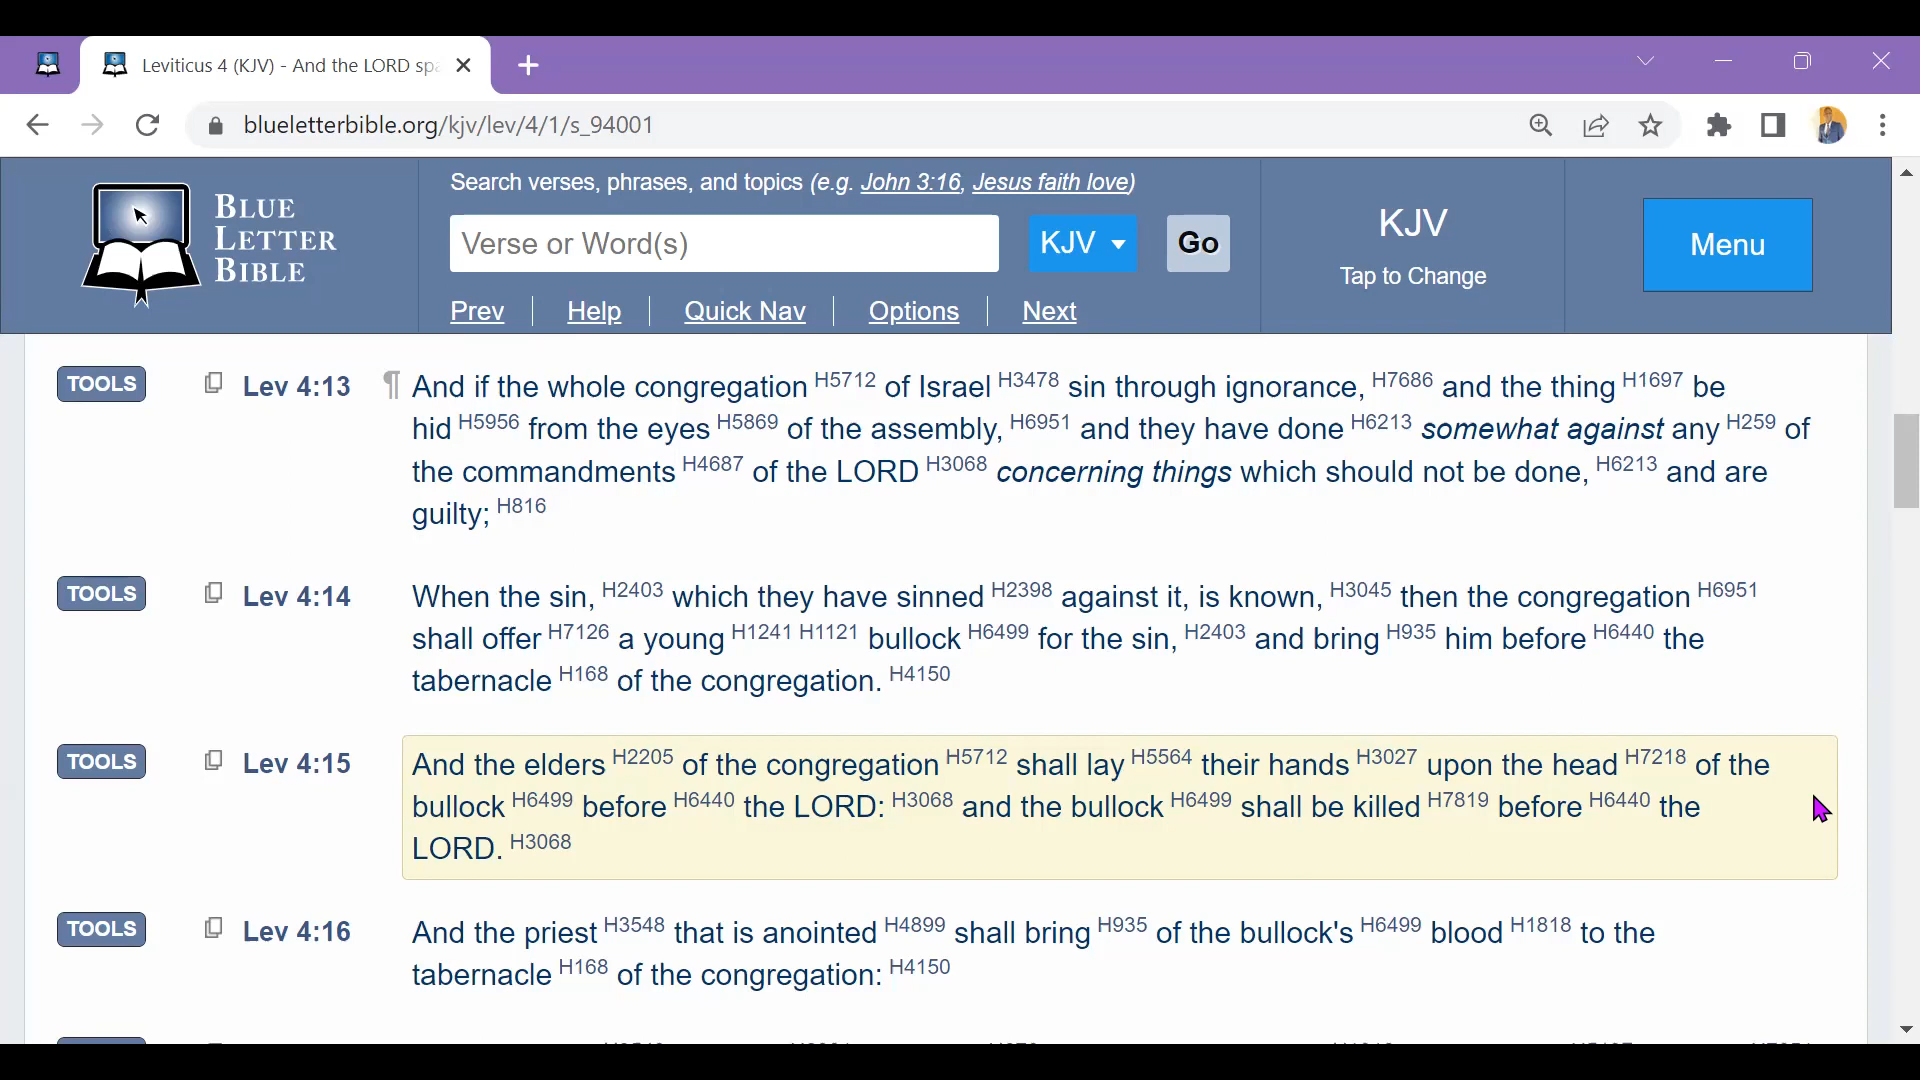 Leviticus 4 (KJV) - And the LORD spa
blueletterbible.org/kjv/lev/4/1/s_94001
BLUE
LETTER
BIBLE
Search verses, phrases, and topics (e.g. John 3:16, Jesus faith love)
Verse or Word(s)
KJV
Go
Prev
Help
Quick Nav
Options
Next
KJV
Tap to Change
Menu
TOOLS Lev 4:13 ¶ And if the whole congregation H5712 of Israel H3478 sin through ignorance, H7686 and the thing H1697 be
hid H5956 from the eyes H5869 of the assembly, H6951 and they have done H6213 somewhat against any H259 of
the commandments H4687 of the LORD H3068 concerning things which should not be done, H6213 and are
guilty; H816
TOOLS Lev 4:14 When the sin, H2403 which they have sinned H2398 against it, is known, H3045 then the congregation H6951
shall offer H7126 a young H1241 H1121 bullock H6499 for the sin, H2403 and bring H935 him before H6440 the
tabernacle H168 of the congregation. H4150
TOOLS Lev 4:15 And the elders H2205 of the congregation H5712 shall lay H5564 their hands H3027 upon the head H7218 of the
bullock H6499 before H6440 the LORD: H3068 and the bullock H6499 shall be killed H7819 before H6440 the
LORD. H3068
TOOLS Lev 4:16 And the priest H3548 that is anointed H4899 shall bring H935 of the bullock's H6499 blood H1818 to the
tabernacle H168 of the congregation: H4150